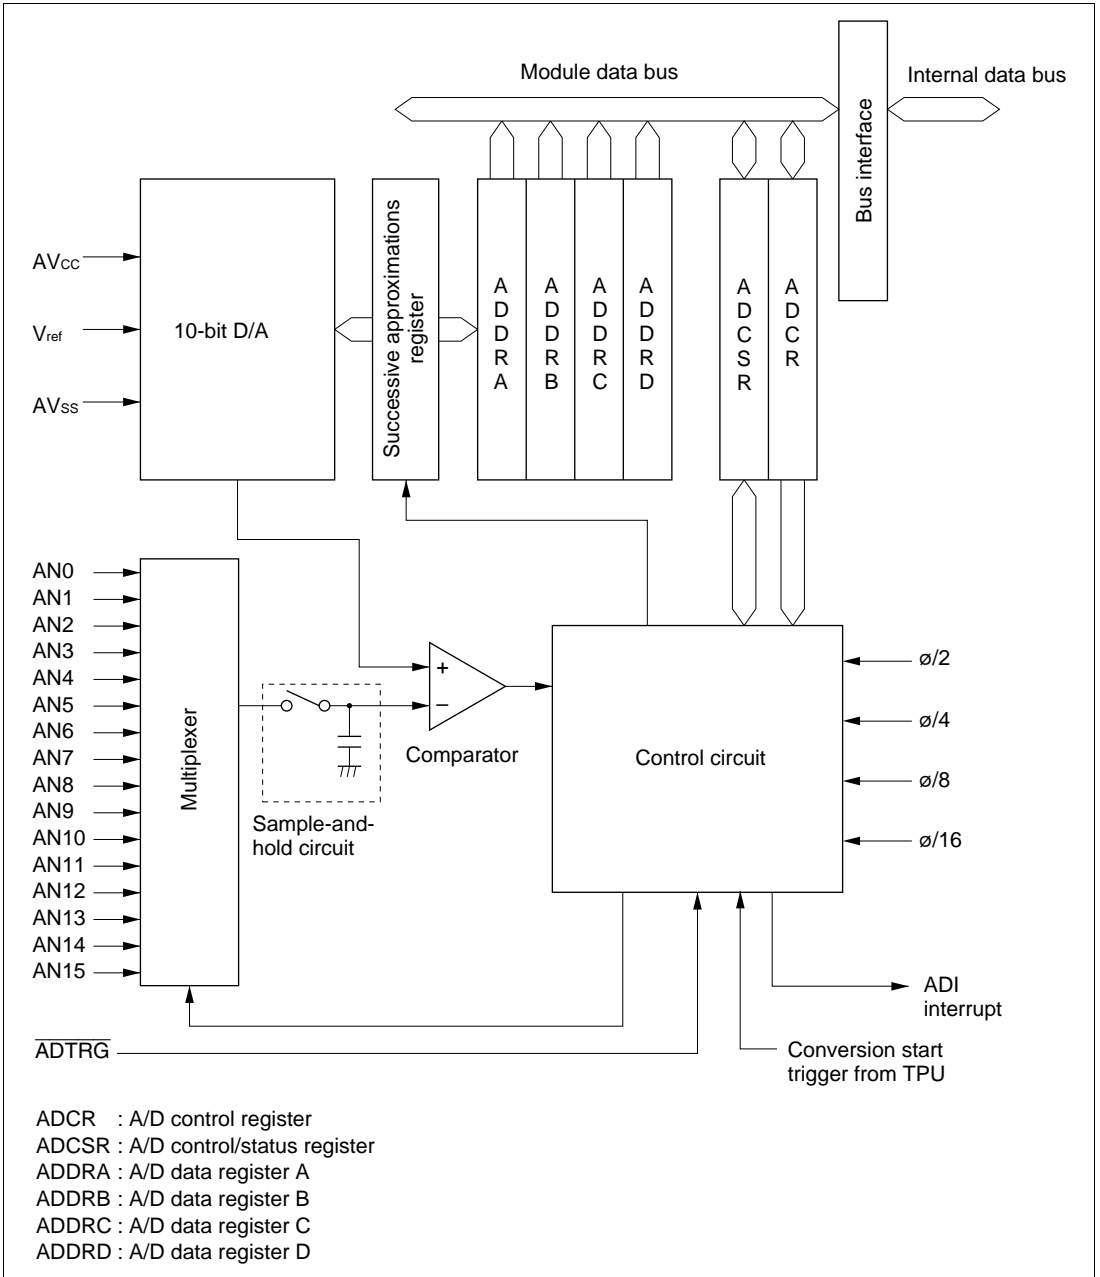 Module data bus
Internal data bus
Bus interface
AVCC
Vref
AVSS
10-bit D/A
Successive approximations
register
ADDRA
ADDRB
ADDRC
ADDRD
ADCSR
ADCR
AN0
AN1
AN2
AN3
AN4
AN5
AN6
AN7
AN8
AN9
AN10
AN11
AN12
AN13
AN14
AN15
Multiplexer
Sample-and-
hold circuit
+
−
Comparator
Control circuit
ø/2
ø/4
ø/8
ø/16
ADI
interrupt
ADTRG
Conversion start
trigger from TPU
ADCR : A/D control register
ADCSR : A/D control/status register
ADDRA : A/D data register A
ADDRB : A/D data register B
ADDRC : A/D data register C
ADDRD : A/D data register D